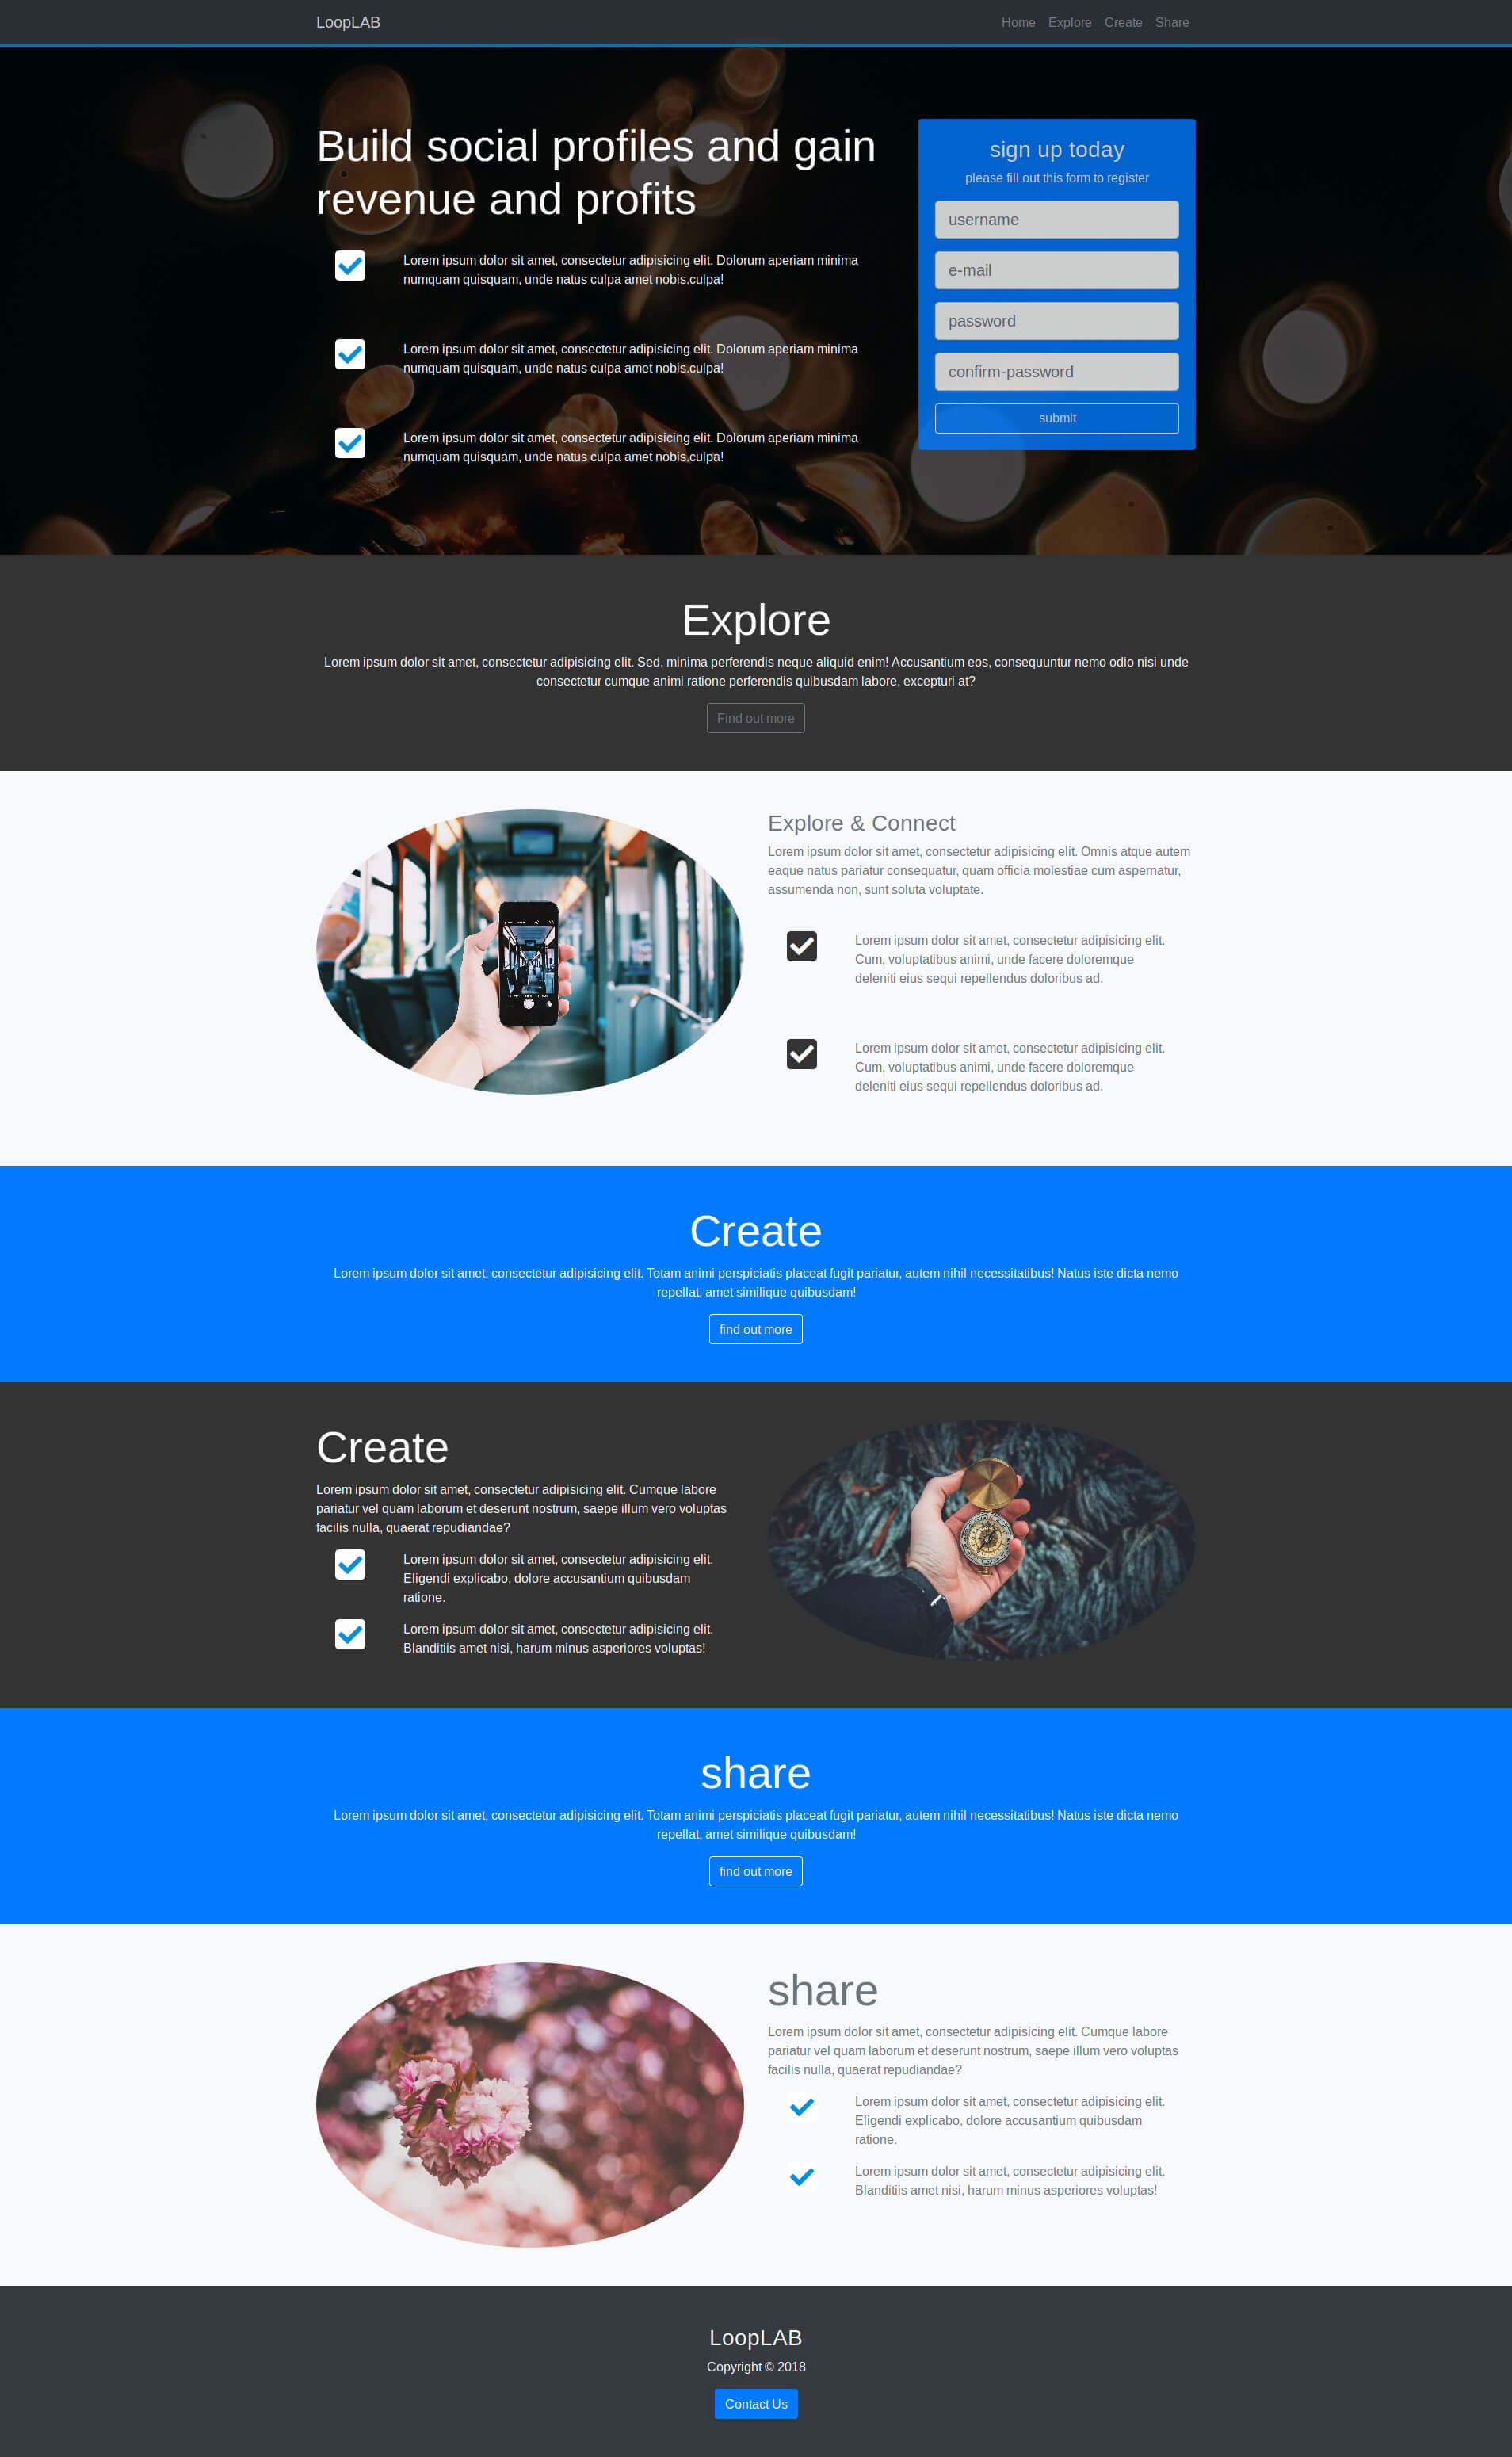 LoopLAB
Home Explore Create Share
Build social profiles and gain
revenue and profits
Lorem ipsum dolor sit amet, consectetur adipisicing elit. Dolorum aperiam minima
numquam quisquam, unde natus culpa amet nobis.culpa!
Lorem ipsum dolor sit amet, consectetur adipisicing elit. Dolorum aperiam minima
numquam quisquam, unde natus culpa amet nobis.culpa!
Lorem ipsum dolor sit amet, consectetur adipisicing elit. Dolorum aperiam minima
numquam quisquam, unde natus culpa amet nobis.culpa!
sign up today
please fill out this form to register
username
e-mail
password
confirm-password
submit
Explore
Lorem ipsum dolor sit amet, consectetur adipisicing elit. Sed, minima perferendis neque aliquid enim! Accusantium eos, consequuntur nemo odio nisi unde
consectetur cumque animi ratione perferendis quibusdam labore, excepturi at?
Find out more
Explore & Connect
Lorem ipsum dolor sit amet, consectetur adipisicing elit. Omnis atque autem
eaque natus pariatur consequatur, quam officia molestiae cum aspernatur,
assumenda non, sunt soluta voluptate.
Lorem ipsum dolor sit amet, consectetur adipisicing elit.
Cum, voluptatibus animi, unde facere doloremque
deleniti eius sequi repellendus doloribus ad.
Lorem ipsum dolor sit amet, consectetur adipisicing elit.
Cum, voluptatibus animi, unde facere doloremque
deleniti eius sequi repellendus doloribus ad.
Create
Lorem ipsum dolor sit amet, consectetur adipisicing elit. Totam animi perspiciatis placeat fugit pariatur, autem nihil necessitatibus! Natus iste dicta nemo
repellat, amet similique quibusdam!
find out more
Create
Lorem ipsum dolor sit amet, consectetur adipisicing elit. Cumque labore
pariatur vel quam laborum et deserunt nostrum, saepe illum vero voluptas
facilis nulla, quaerat repudiandae?
Lorem ipsum dolor sit amet, consectetur adipisicing elit.
Eligendi explicabo, dolore accusantium quibusdam
ratione.
Lorem ipsum dolor sit amet, consectetur adipisicing elit.
Blanditiis amet nisi, harum minus asperiores voluptas!
share
Lorem ipsum dolor sit amet, consectetur adipisicing elit. Totam animi perspiciatis placeat fugit pariatur, autem nihil necessitatibus! Natus iste dicta nemo
repellat, amet similique quibusdam!
find out more
share
Lorem ipsum dolor sit amet, consectetur adipisicing elit. Cumque labore
pariatur vel quam laborum et deserunt nostrum, saepe illum vero voluptas
facilis nulla, quaerat repudiandae?
Lorem ipsum dolor sit amet, consectetur adipisicing elit.
Eligendi explicabo, dolore accusantium quibusdam
ratione.
Lorem ipsum dolor sit amet, consectetur adipisicing elit.
Blanditiis amet nisi, harum minus asperiores voluptas!
LoopLAB
Copyright © 2018
Contact Us